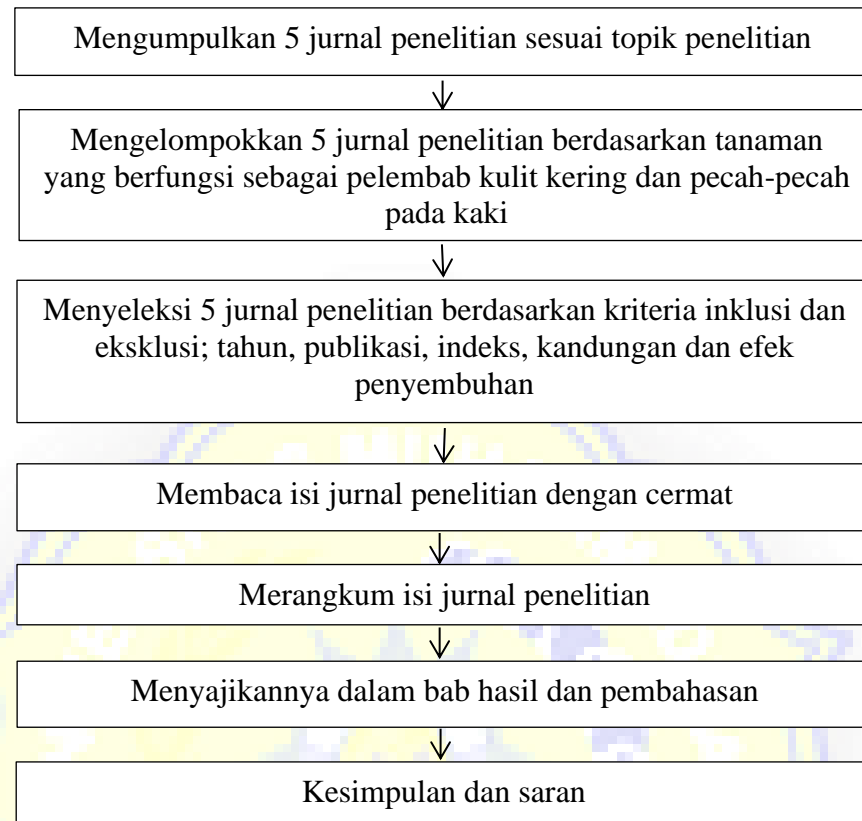 Mengumpulkan 5 jurnal penelitian sesuai topik penelitian
Mengelompokkan 5 jurnal penelitian berdasarkan tanaman
yang berfungsi sebagai pelembab kulit kering dan pecah-pecah
pada kaki
Menyeleksi 5 jurnal penelitian berdasarkan kriteria inklusi dan
eksklusi; tahun, publikasi, indeks, kandungan dan efek
penyembuhan
Membaca isi jurnal penelitian dengan cermat
Merangkum isi jurnal penelitian
Menyajikannya dalam bab hasil dan pembahasan
Kesimpulan dan saran